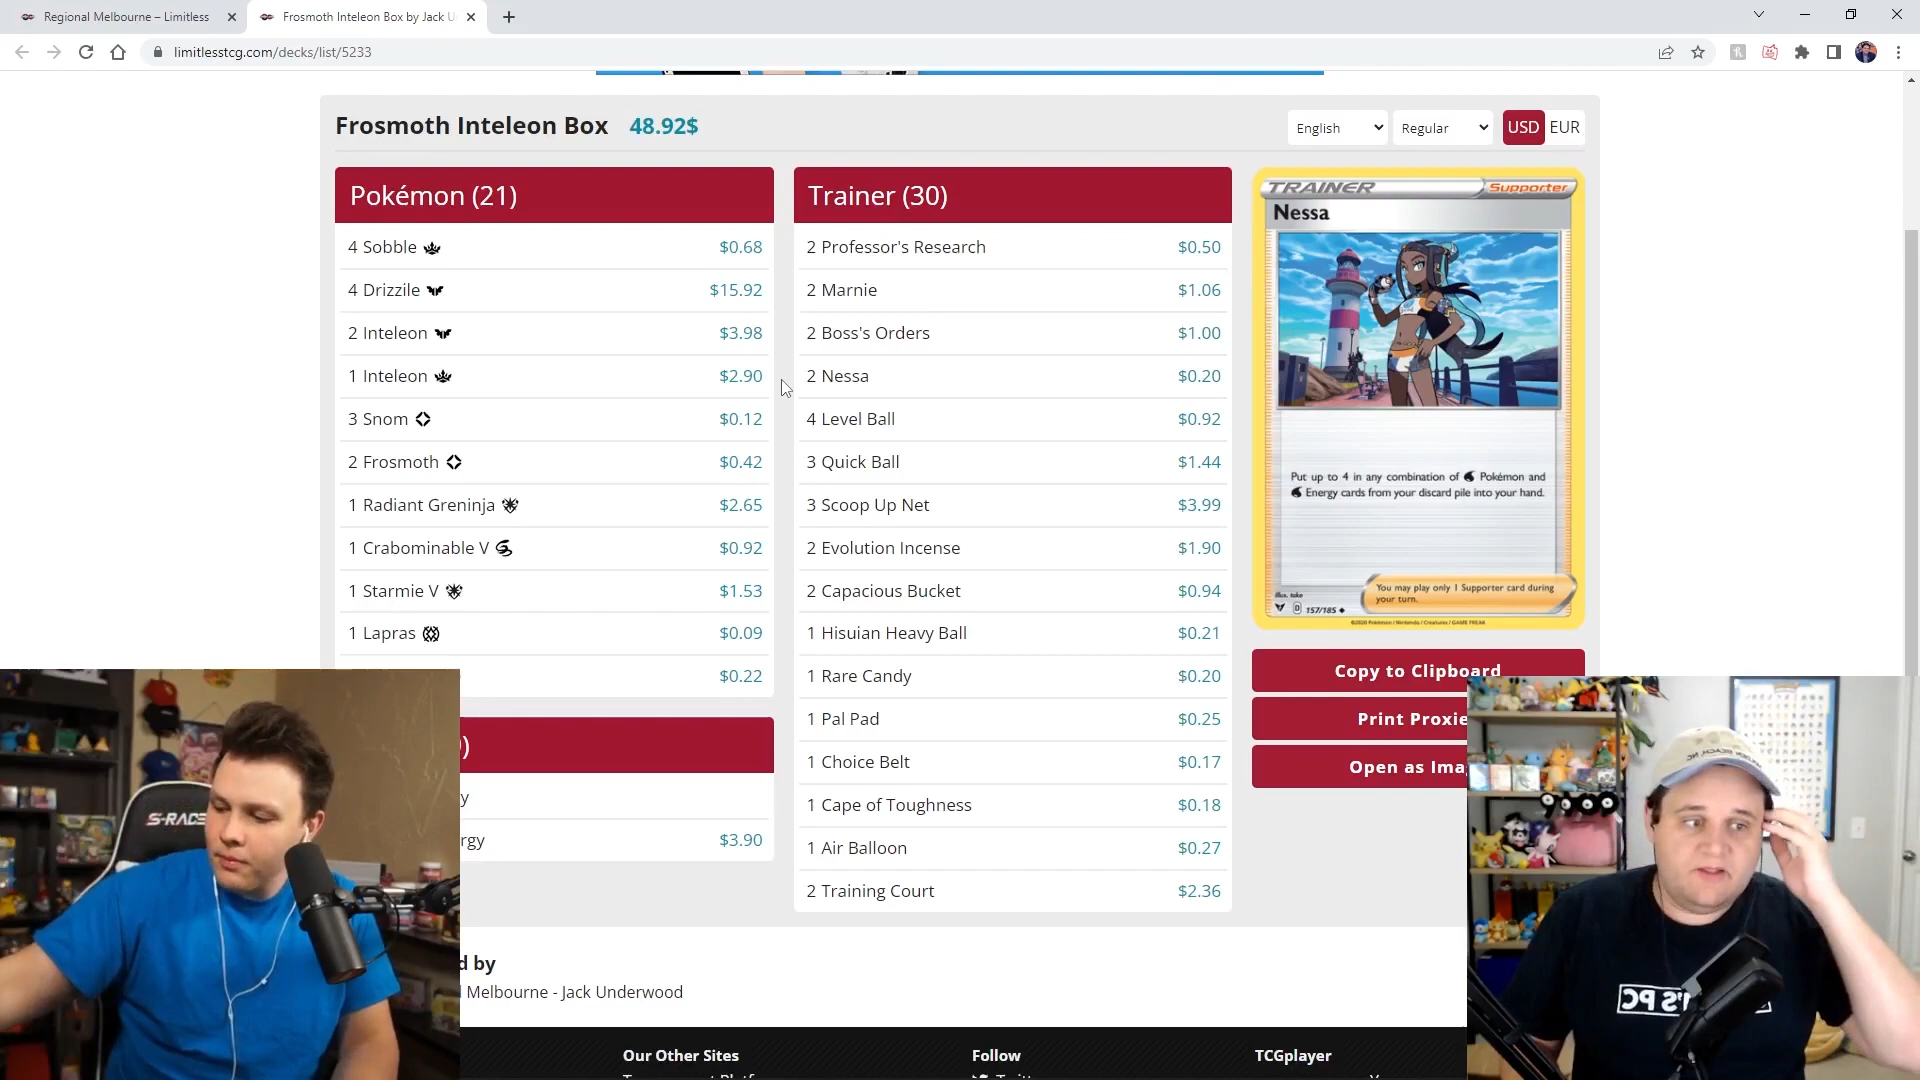 Regional Melbourne – Limitless
Frosmoth Inteleon Box by Jack U
limitlesstcg.com/decks/list/5233
Frosmoth Inteleon Box 48.92$
English
Regular
USD EUR
Pokémon (21)
4 Sobble $0.68
4 Drizzile $15.92
2 Inteleon $3.98
1 Inteleon $2.90
3 Snom $0.12
2 Frosmoth $0.42
1 Radiant Greninja $2.65
1 Crabominable V $0.92
1 Starmie V $1.53
1 Lapras $0.09
$0.22
)
y
rgy $3.90
Trainer (30)
2 Professor's Research $0.50
2 Marnie $1.06
2 Boss's Orders $1.00
2 Nessa $0.20
4 Level Ball $0.92
3 Quick Ball $1.44
3 Scoop Up Net $3.99
2 Evolution Incense $1.90
2 Capacious Bucket $0.94
1 Hisuian Heavy Ball $0.21
1 Rare Candy $0.20
1 Pal Pad $0.25
1 Choice Belt $0.17
1 Cape of Toughness $0.18
1 Air Balloon $0.27
2 Training Court $2.36
TRAINER Supporter
Nessa
Put up to 4 in any combination of Pokémon and
Energy cards from your discard pile into your hand.
You may play only 1 Supporter card during
your turn.
illus. take
D 157/185
©2020 Pokémon / Nintendo / Creatures / GAME FREAK
Copy to Clipboard
Print Proxie
Open as Ima
d by
l Melbourne - Jack Underwood
Our Other Sites
Follow
TCGplayer
S-RACE